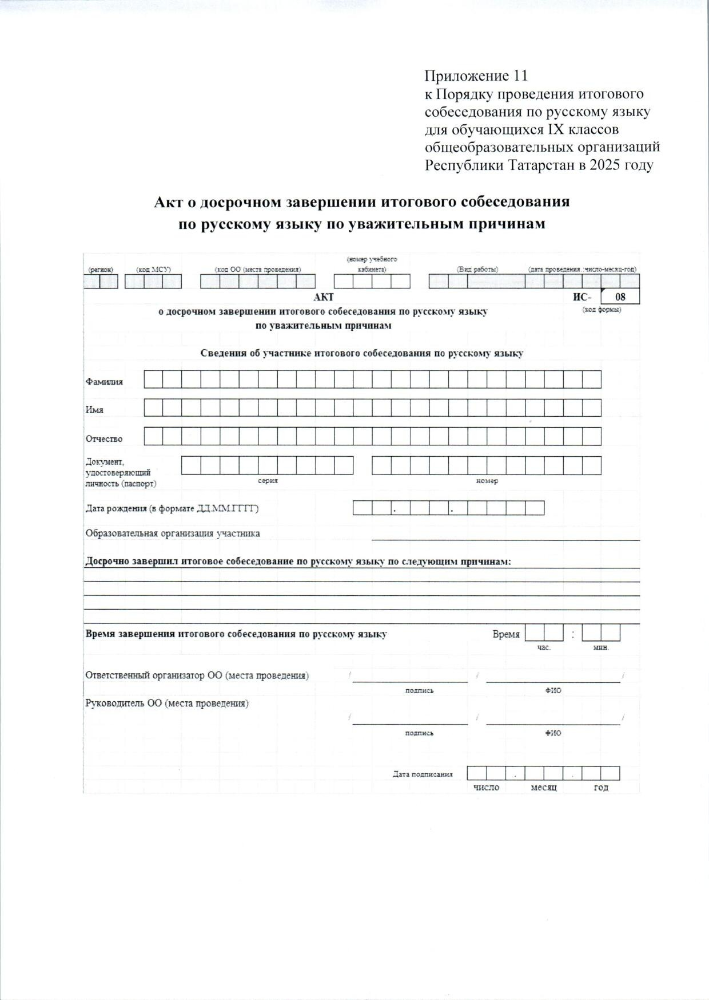 Приложение 11
к Порядку проведения итогового
собеседования по русскому языку
для обучающихся IX классов
общеобразовательных организаций
Республики Татарстан в 2025 году
Акт о досрочном завершении итогового собеседования
по русскому языку по уважительным причинам
(регион) (код МСУ) (код ОО (места проведения) (номер учебного кабинета) (Вид работы) (дата проведения.:число-месяц-год)
АКТ ИС- 08
(код формы)
о досрочном завершении итогового собеседования по русскому языку
по уважительным причинам
Сведения об участнике итогового собеседования по русскому языку
Фамилия
Имя
Отчество
Документ,
удостоверяющий
личность (паспорт)
серия номер
Дата рождения (в формате ДД.ММ.ГГГГ) . .
Образовательная организация участника
Досрочно завершил итоговое собеседование по русскому языку по следующим причинам:
Время завершения итогового собеседования по русскому языку Время :
час. мин.
Ответственный организатор ОО (места проведения) / / /
подпись ФИО
Руководитель ОО (места проведения)
/ / /
подпись ФИО
Дата подписания . .
число месяц год